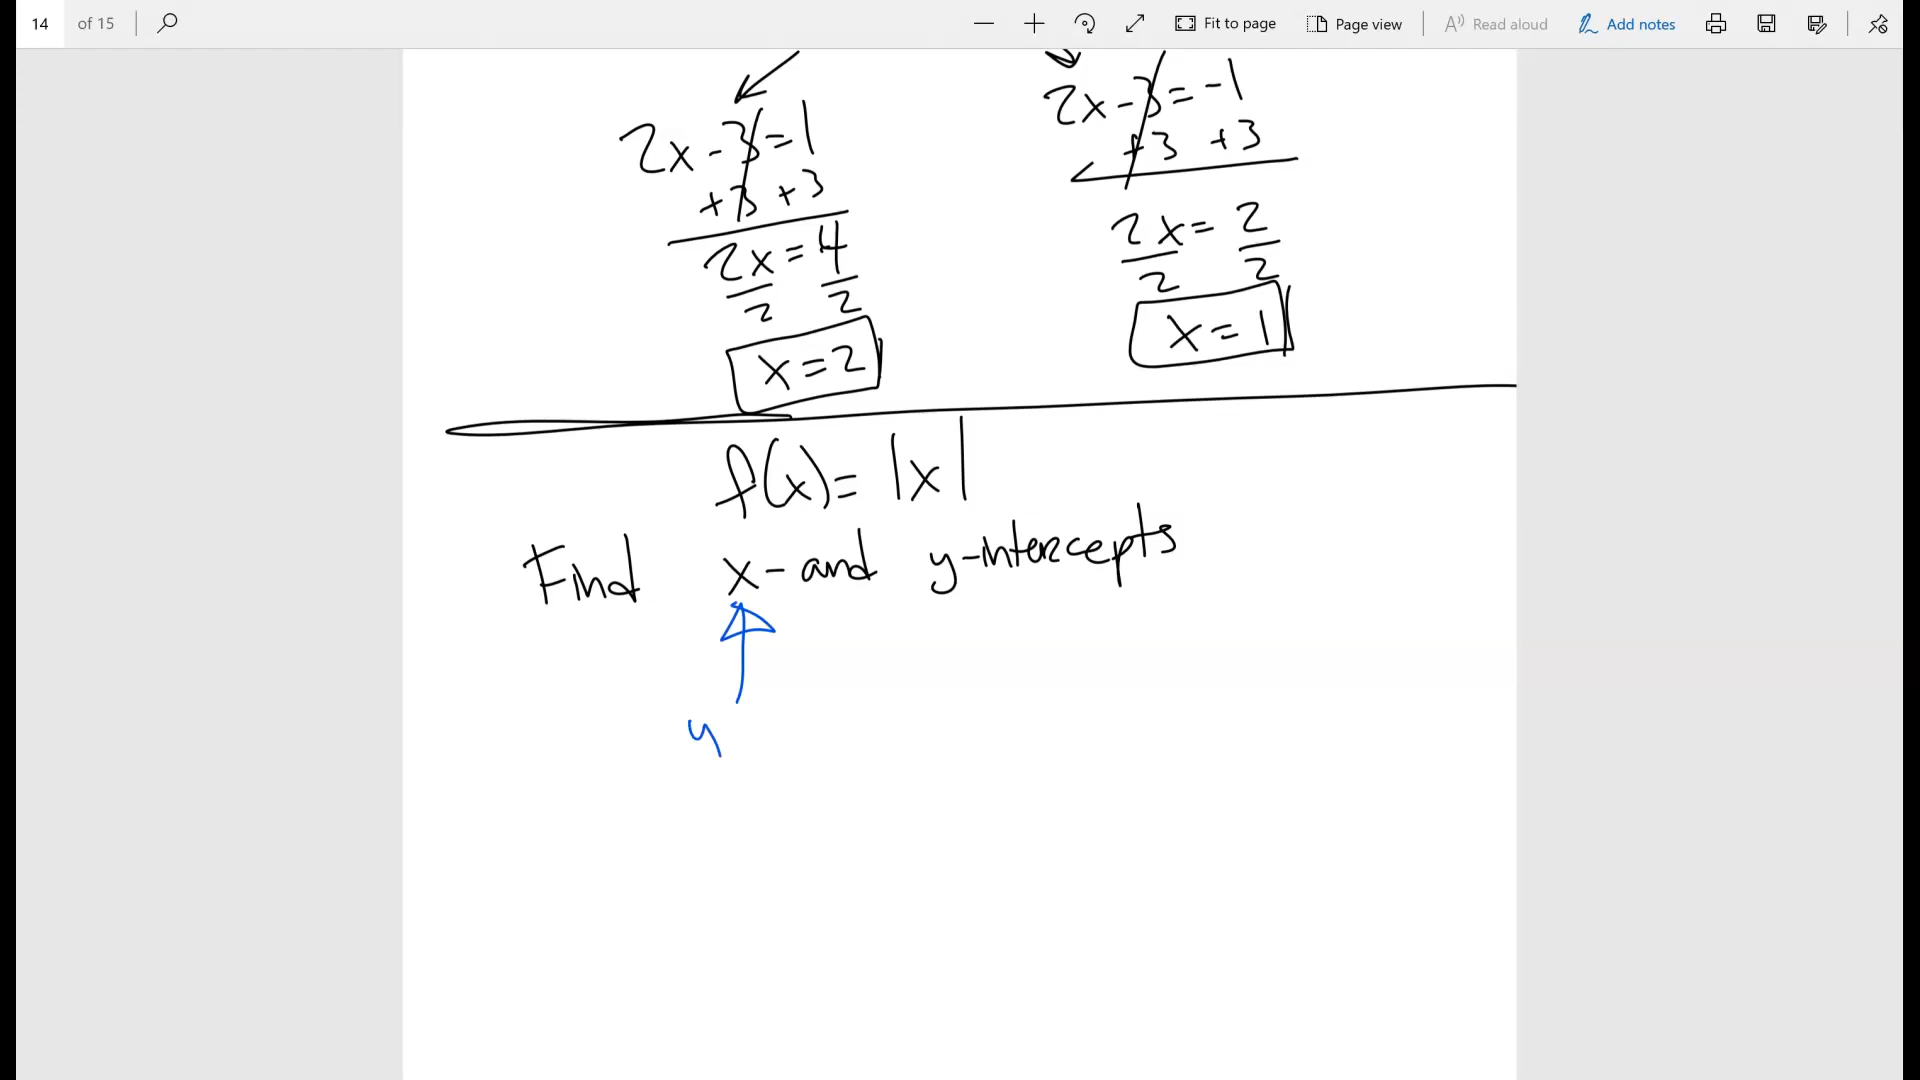 14 of 15 Fit to page Page view Read aloud Add notes
2x-3=1
+3 +3
2x=4
2 2
x=2
2x-3=-1
+3 +3
2x=2
2 2
x=1
f(x)=|x|
Find x-and y-intercepts
y